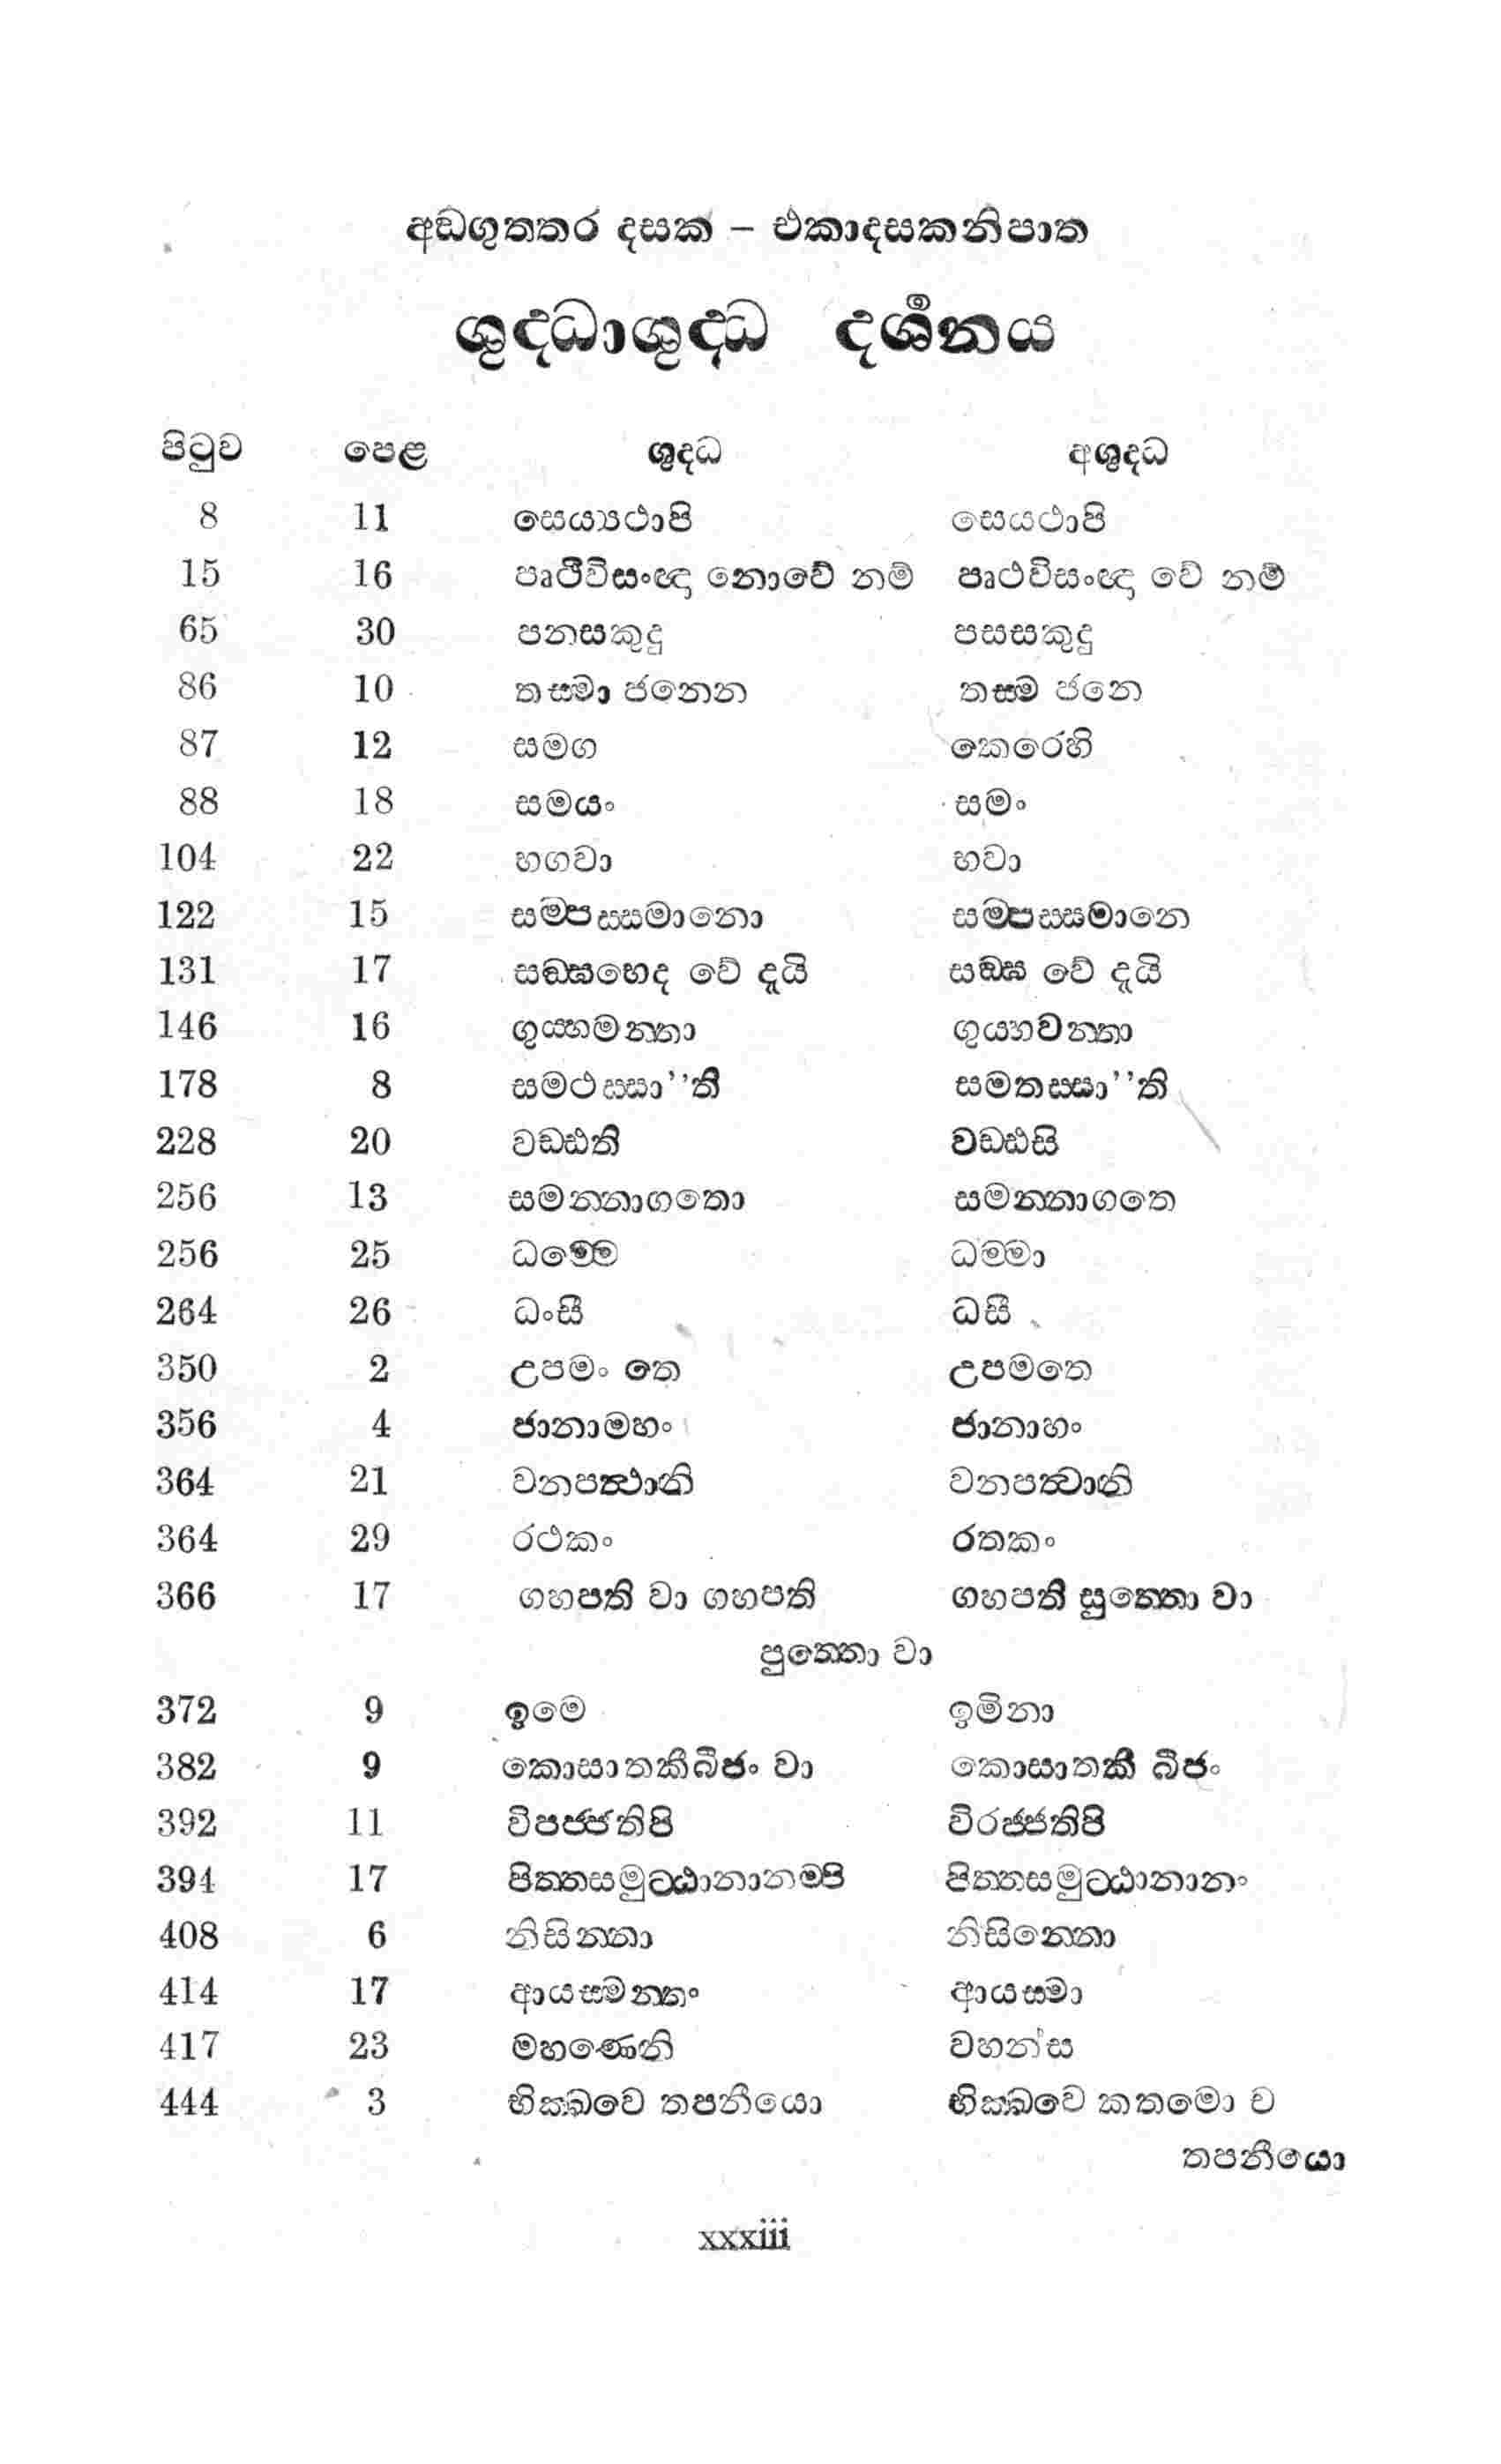 අඞගුතතර දසක – එකාදසකනිපාත
ශුද්ධාශුද්ධ දර්ශනය
පිටුව පෙළ ශුද්ධ අශුද්ධ
8 11 සෙය්‍යථාපි සෙයථාපි
15 16 පෘථිවිසංඥා නොවේ නම් පෘථවිසංඥා වේ නම්
65 30 පනසකුදු පසසකුදු
86 10 තස්මා ජනෙන තස්ම ජනෙ
87 12 සමග කෙරෙහි
88 18 සමයං සමං
104 22 භගවා භවා
122 15 සම්පස්සමානො සම්පස්සමානෙ
131 17 සඞ්ඝභෙද වේ දැයි සඞ්ඝ වේ දැයි
146 16 ගුය්හමන්තා ගුය්හවන්තා
178 8 සමථස්සා’’ති සමතස්සා’’ති
228 20 වඩ්ඪති වඩ්ඪසි
256 13 සමන්නාගතො සමන්නාගතෙ
256 25 ධම්මෙ ධම්මා
264 26 ධංසී ධසී
350 2 උපමං තෙ උපමතෙ
356 4 ජානාමහං ජානාහං
364 21 වනපත්‍ථානි වනපත්‍වානි
364 29 රථකං රතකං
366 17 ගහපති වා ගහපති ගහපති සුත්තො වා
පුත්තො වා
372 9 ඉමෙ ඉමිනා
382 9 කොසාතකීබීජං වා කොසාතකී බීජං
392 11 විපජ්ජතිපි විරජ්ජතිපි
394 17 පිත්තසමුට්ඨානානම්පි පිත්තසමුට්ඨානානං
408 6 නිසින්නා නිසින්නො
414 17 ආයස්මන්තං ආයස්මා
417 23 මහණෙනි වහන්ස
444 3 භික්ඛවෙ තපනීයො භික්ඛවෙ කතමො ච
තපනීයො
xxxiii